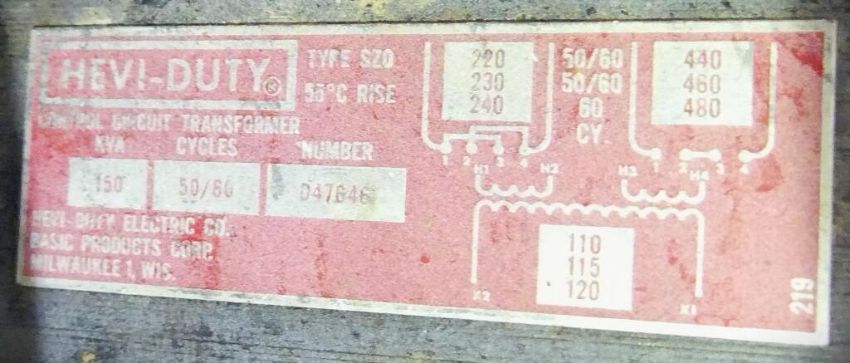 HEVI-DUTY®
TYPE SZO
55°C RISE
CONTROL CIRCUIT TRANSFORMER
KVA CYCLES NUMBER
.150 50/60
HEVI-DUTY ELECTRIC CO.
BASIC PRODUCTS CORP.
MILWAUKEE 1, WIS.
220 50/60 440
230 50/60 460
240 60 480
CY.
1 2 3 4 1 2 3 4
H1 H2 H3 H4
110
115
120
X2 X1
219